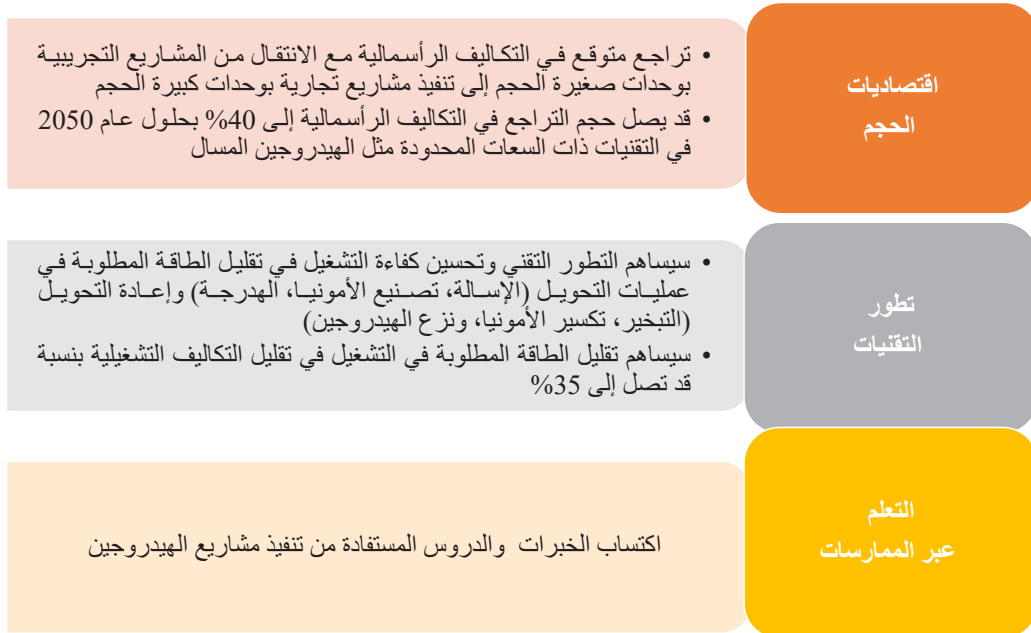 اقتصاديات
الحجم
• تراجع متوقع في التكاليف الرأسمالية مع الانتقال من المشاريع التجريبية
بوحدات صغيرة الحجم إلى تنفيذ مشاريع تجارية بوحدات كبيرة الحجم
• قد يصل حجم التراجع في التكاليف الرأسمالية إلى 40% بحلول عام 2050
في التقنيات ذات السعات المحدودة مثل الهيدروجين المسال
تطور
التقنيات
• سيساهم التطور التقني وتحسين كفاءة التشغيل في تقليل الطاقة المطلوبة في
عمليات التحويل (الإسالة، تصنيع الأمونيا، الهدرجة) وإعادة التحويل
(التبخير، تكسير الأمونيا، ونزع الهيدروجين)
• سيساهم تقليل الطاقة المطلوبة في التشغيل في تقليل التكاليف التشغيلية بنسبة
قد تصل إلى 35%
التعلم
عبر الممارسات
اكتساب الخبرات والدروس المستفادة من تنفيذ مشاريع الهيدروجين